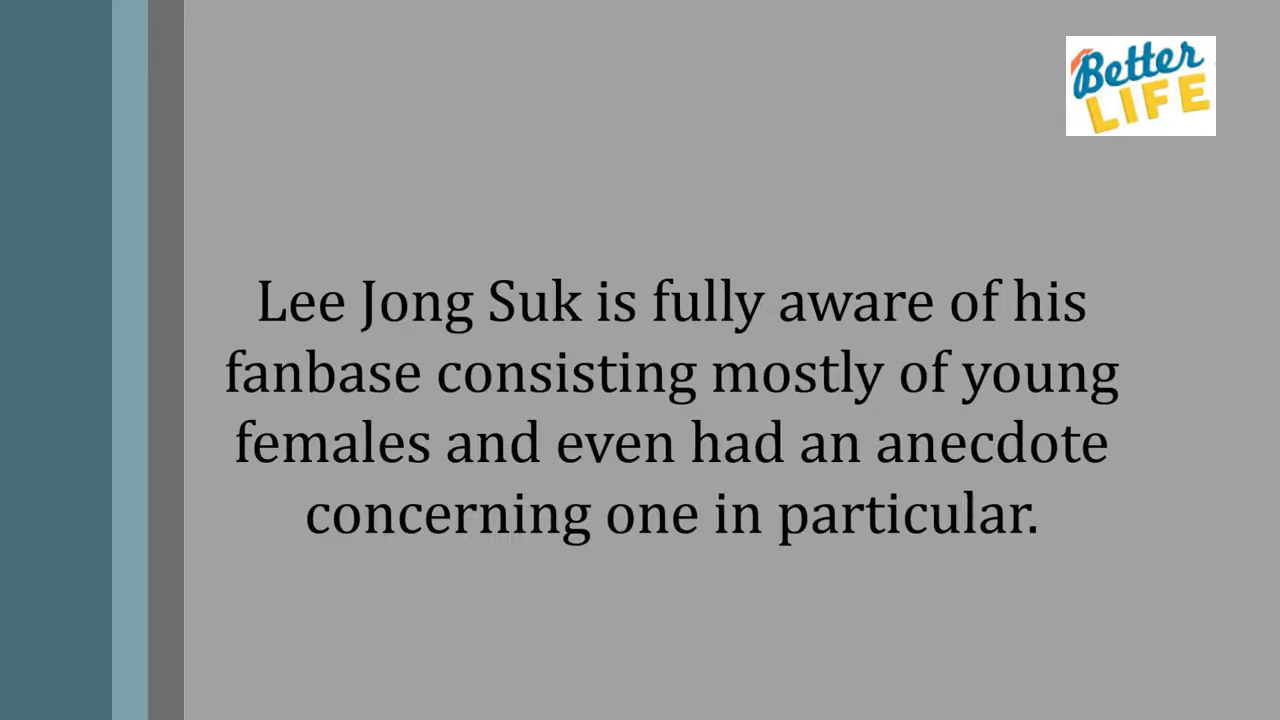 Better
LIFE
Lee Jong Suk is fully aware of his
fanbase consisting mostly of young
females and even had an anecdote
concerning one in particular.